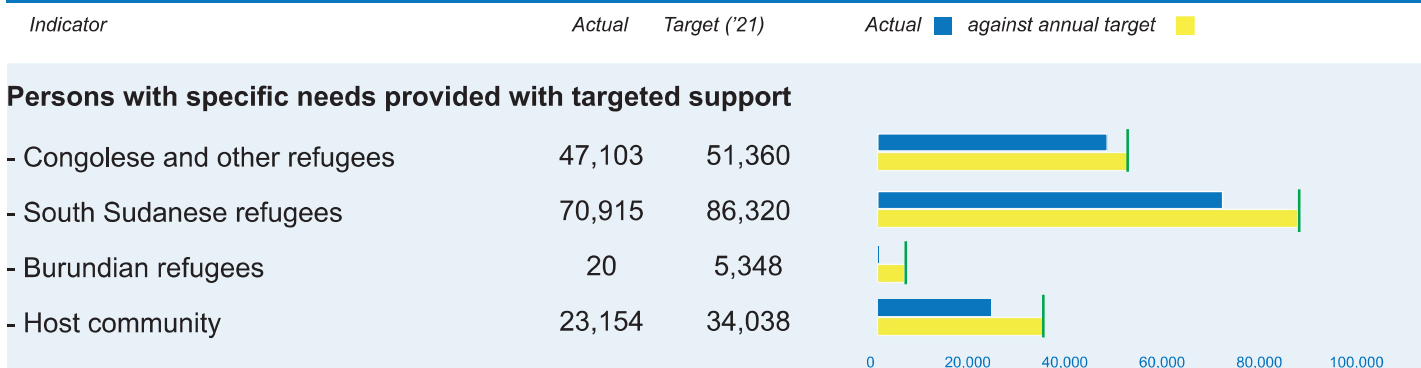 Indicator Actual Target ('21) Actual against annual target
Persons with specific needs provided with targeted support
- Congolese and other refugees 47,103 51,360
- South Sudanese refugees 70,915 86,320
- Burundian refugees 20 5,348
- Host community 23,154 34,038
0 20.000 40.000 60.000 80.000 100.000